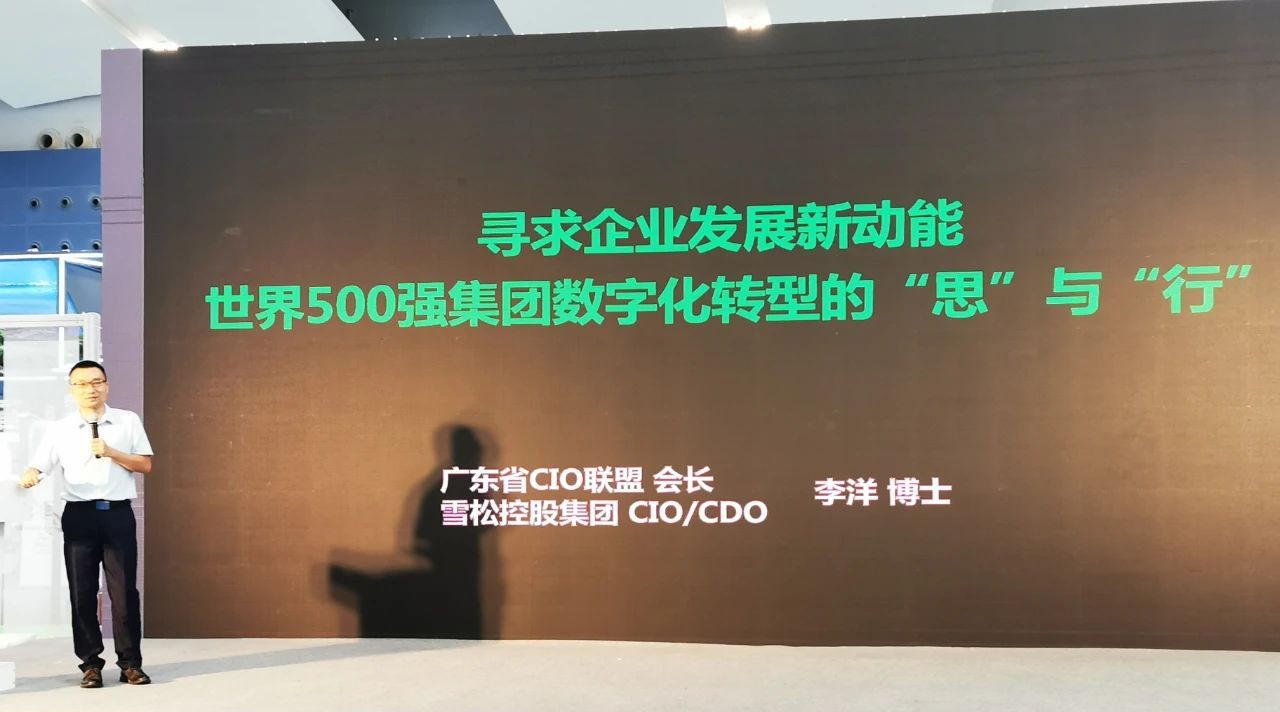 寻求企业发展新动能
世界500强集团数字化转型的“思”与“行”
广东省CIO联盟 会长
雪松控股集团 CIO/CDO
李洋 博士